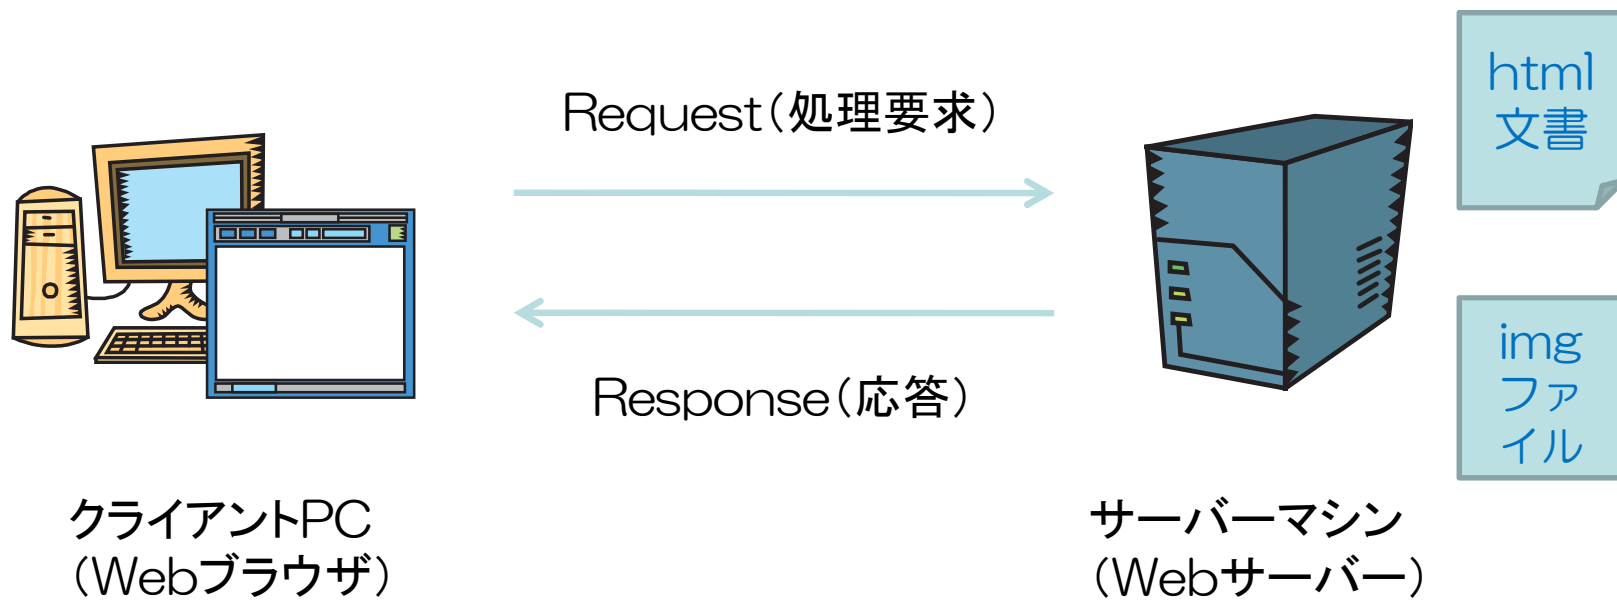 Request（処理要求）
Response（応答）
クライアントPC
（Webブラウザ）
サーバーマシン
（Webサーバー）
html
文書
img
ファ
イル